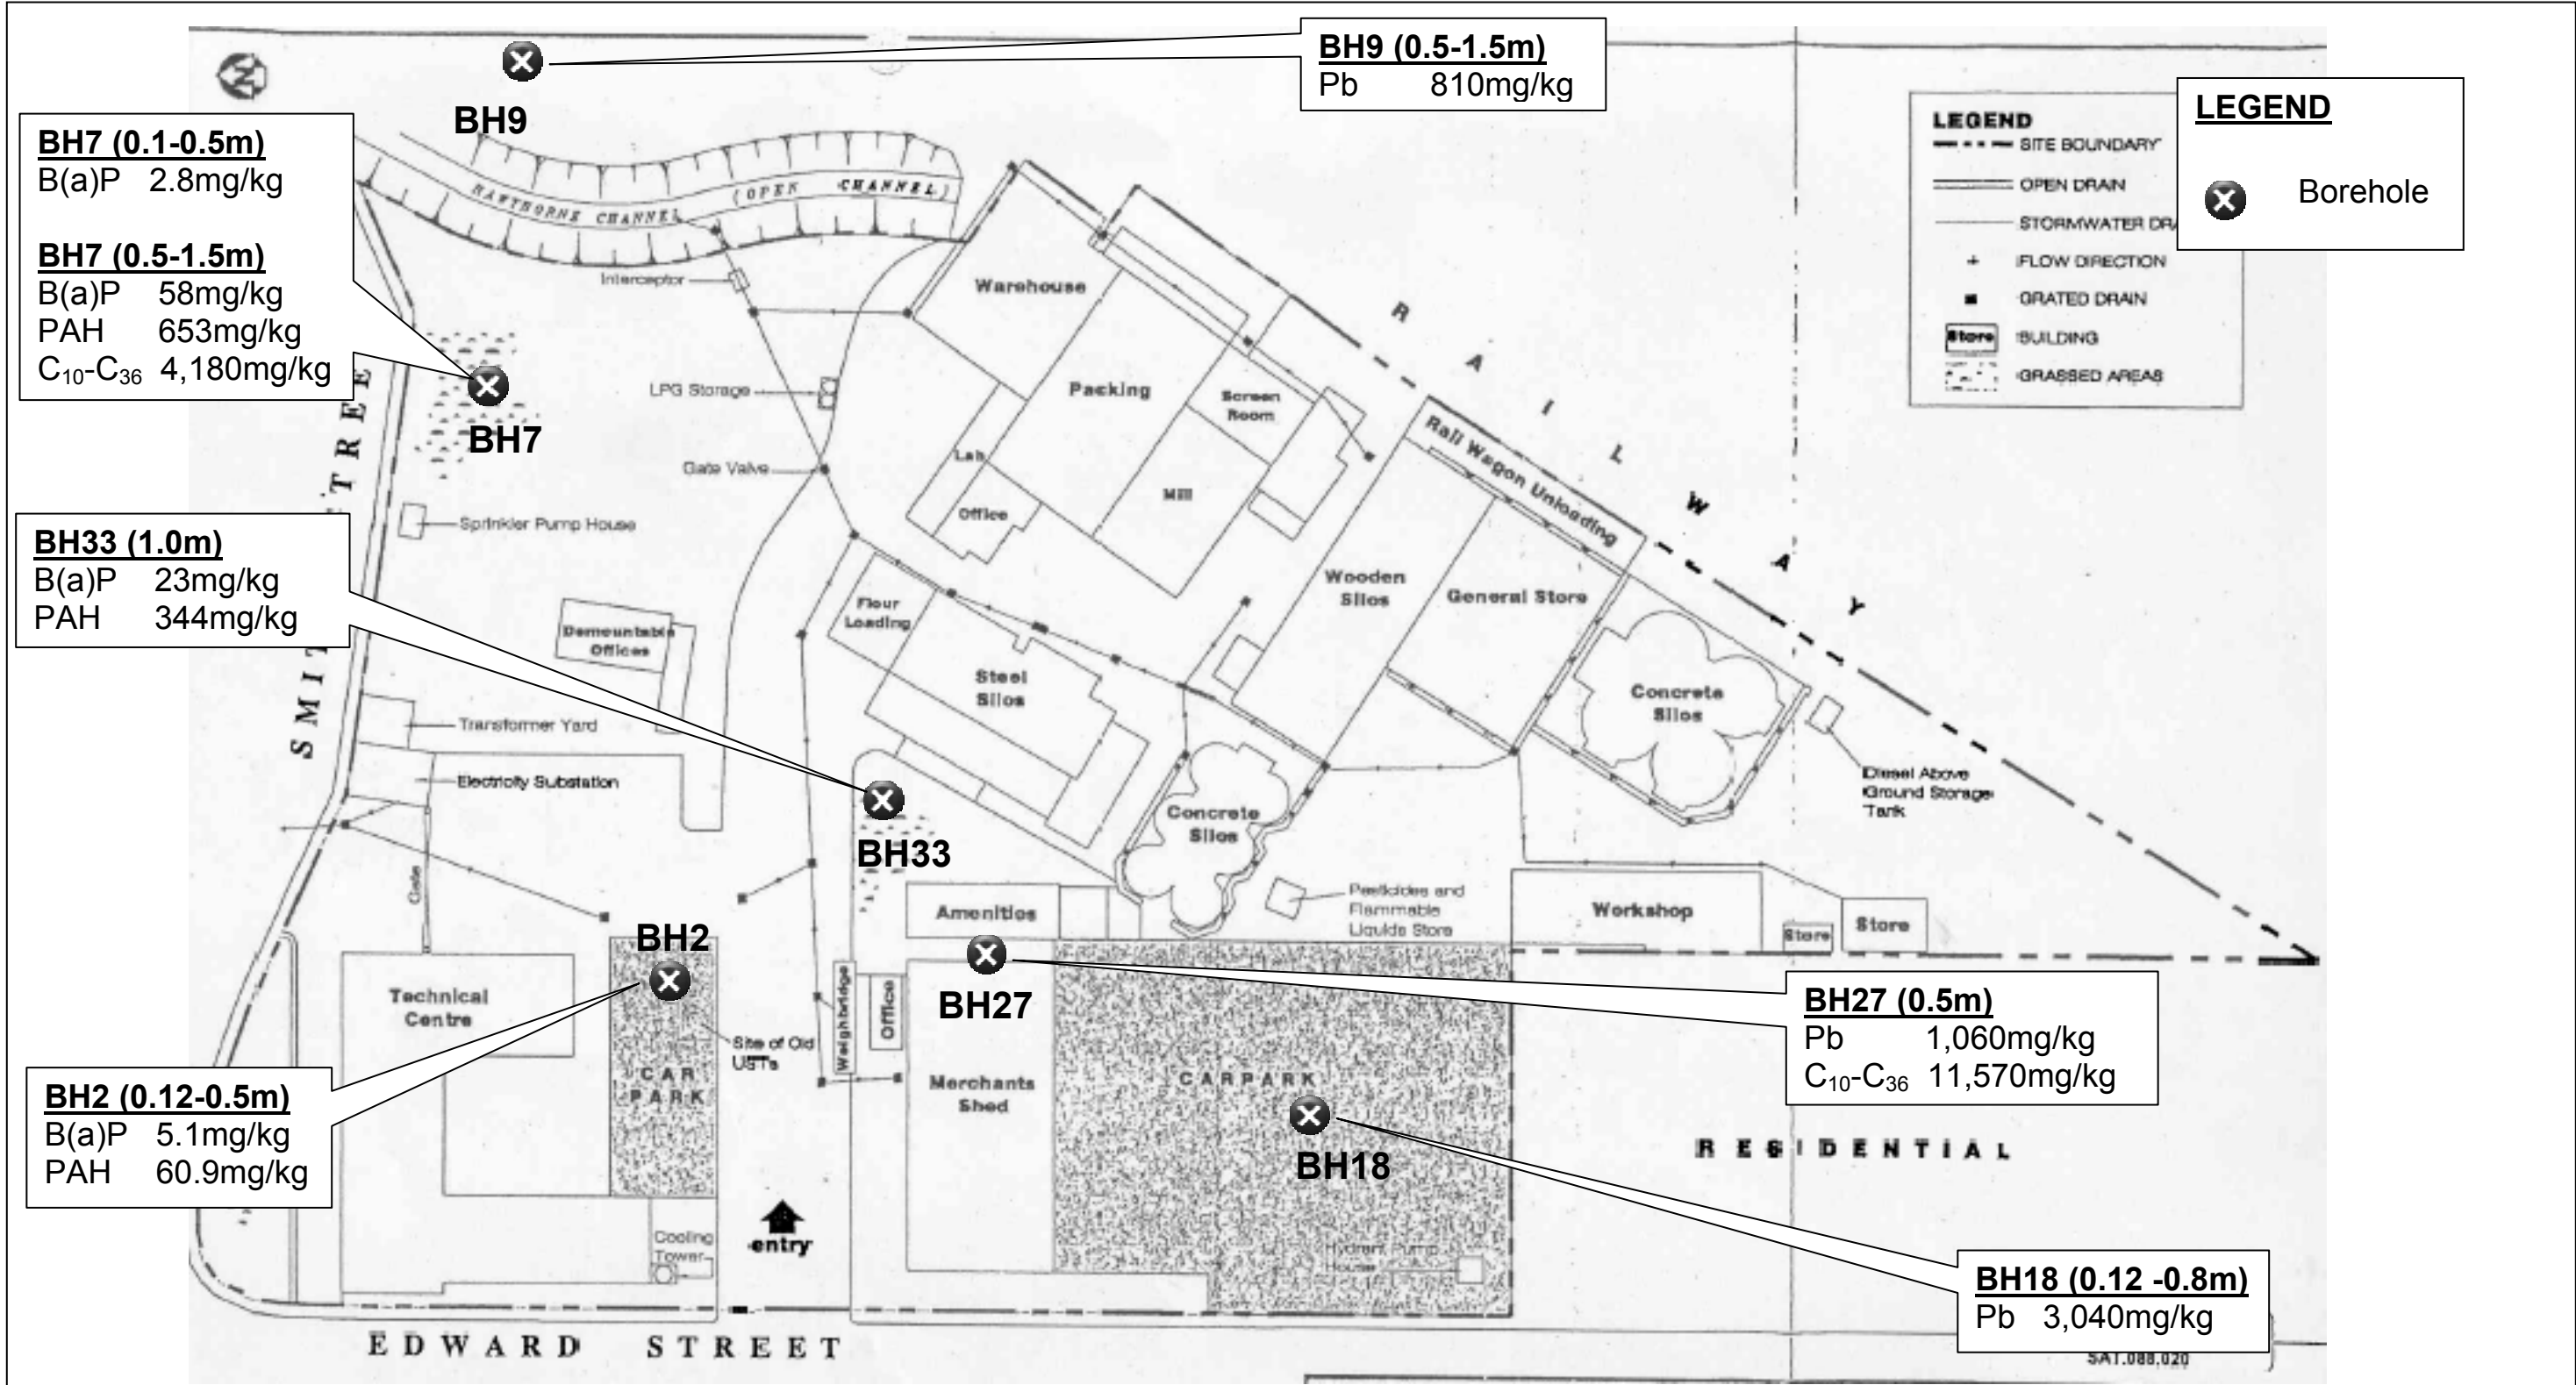 BH9 (0.5-1.5m)
Pb 810mg/kg
BH9
BH7 (0.1-0.5m)
B(a)P 2.8mg/kg
BH7 (0.5-1.5m)
B(a)P 58mg/kg
PAH 653mg/kg
C₁₀-C₃₆ 4,180mg/kg
BH7
LEGEND
SITE BOUNDARY
OPEN DRAIN
STORMWATER DRA
FLOW DIRECTION
GRATED DRAIN
Store BUILDING
GRASSED AREAS
LEGEND
Borehole
HAWTHORNE CHANNEL (OPEN CHANNEL)
Interceptor
Warehouse
LPG Storage
Packing
Screen
Room
Gate Valve
Lab
Mill
Office
Sprinkler Pump House
RAILWAY
Rail Wagon Unloading
BH33 (1.0m)
B(a)P 23mg/kg
PAH 344mg/kg
Wooden
Silos
General Store
Flour
Loading
Demountable
Offices
Steel
Silos
Concrete
Silos
SMIT
TREE
Transformer Yard
Electricity Substation
Diesel Above
Ground Storage
Tank
Concrete
Silos
BH33
Gate
Amenities
Pesticides and
Flammable
Liquids Store
Workshop
Store
Store
BH2
BH27
Technical
Centre
Weighbridge
Office
Site of Old
USTs
CAR
PARK
Merchants
Shed
CARPARK
BH27 (0.5m)
Pb 1,060mg/kg
C₁₀-C₃₆ 11,570mg/kg
BH2 (0.12-0.5m)
B(a)P 5.1mg/kg
PAH 60.9mg/kg
BH18
RESIDENTIAL
Cooling
Tower
entry
Hydrant Pump
House
BH18 (0.12 -0.8m)
Pb 3,040mg/kg
EDWARD STREET
SAT.088.020